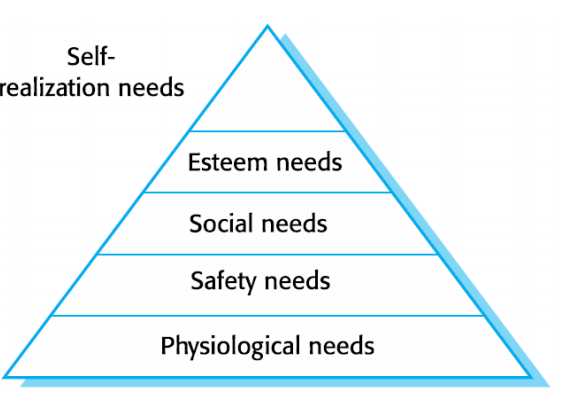 Self-
realization needs
Esteem needs
Social needs
Safety needs
Physiological needs